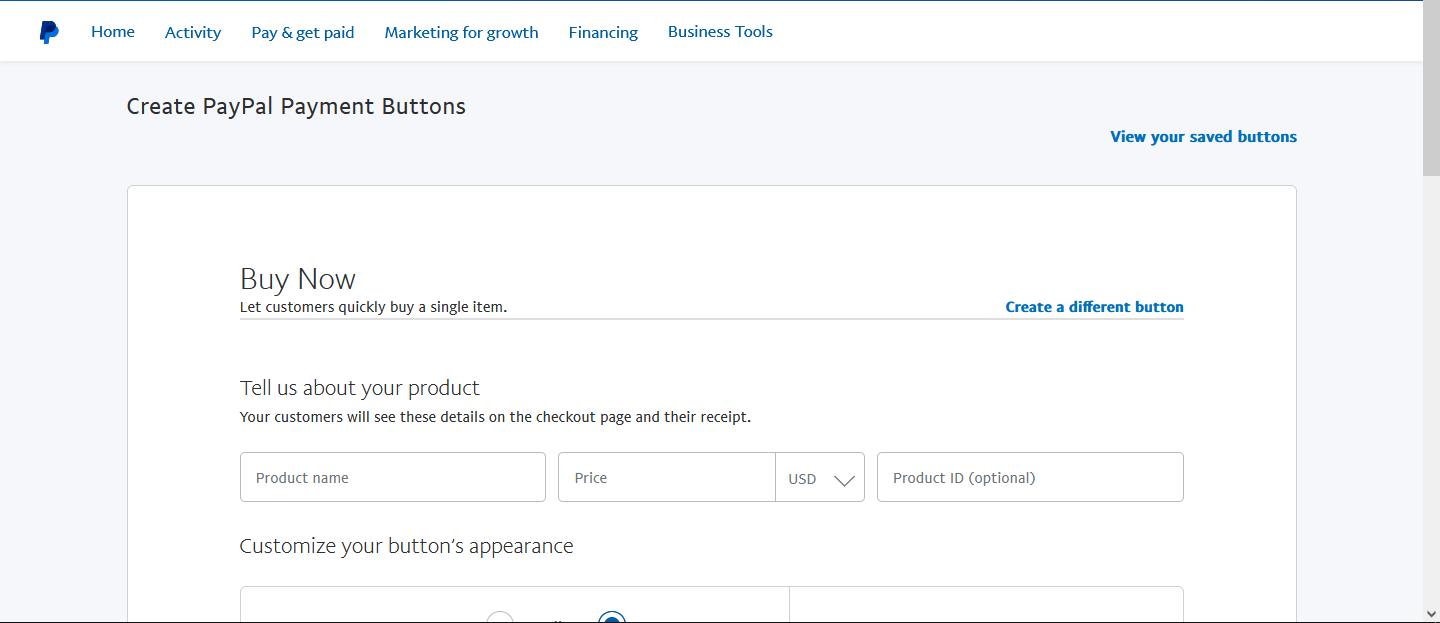 Home Activity Pay & get paid Marketing for growth Financing Business Tools
Create PayPal Payment Buttons
View your saved buttons
Buy Now
Let customers quickly buy a single item.
Create a different button
Tell us about your product
Your customers will see these details on the checkout page and their receipt.
Product name Price USD Product ID (optional)
Customize your button's appearance